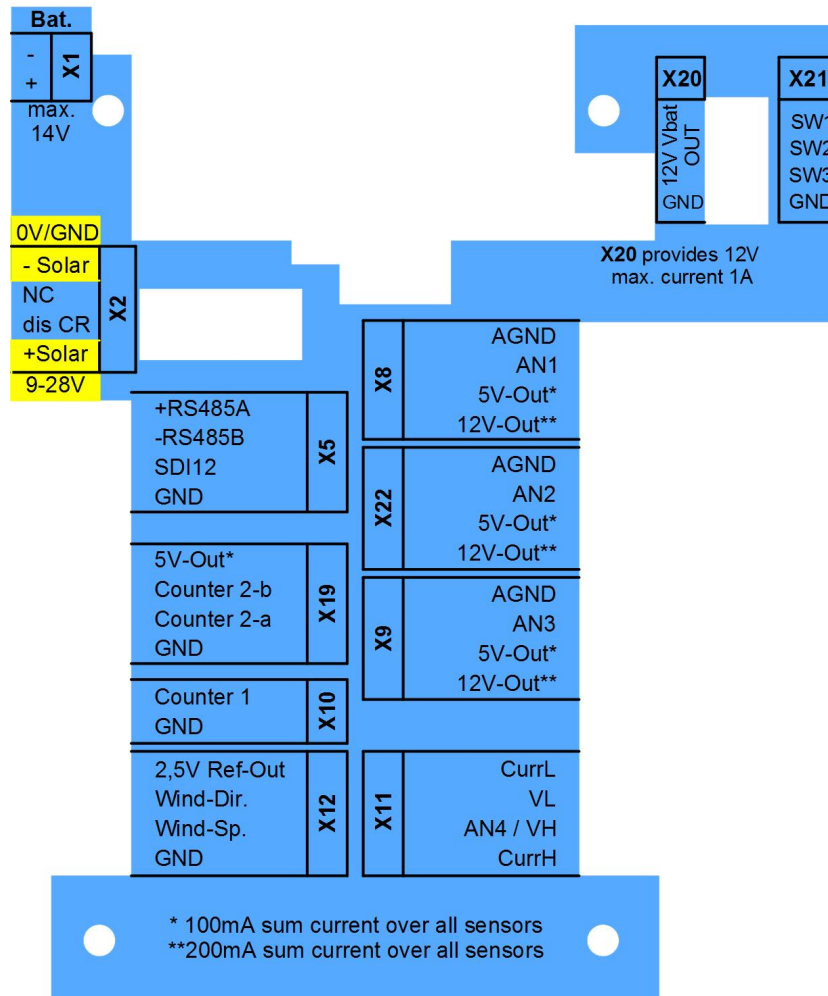 Bat.
-
+
X1
max.
14V
0V/GND
- Solar
NC
dis CR
+Solar
9-28V
X2
X20
12V Vbat
OUT
GND
X21
SW1
SW2
SW3
GND
X20 provides 12V
max. current 1A
+RS485A
-RS485B
SDI12
GND
X5
X8
AGND
AN1
5V-Out*
12V-Out**
X22
AGND
AN2
5V-Out*
12V-Out**
5V-Out*
Counter 2-b
Counter 2-a
GND
X19
X9
AGND
AN3
5V-Out*
12V-Out**
Counter 1
GND
X10
2,5V Ref-Out
Wind-Dir.
Wind-Sp.
GND
X12
X11
CurrL
VL
AN4 / VH
CurrH
* 100mA sum current over all sensors
**200mA sum current over all sensors